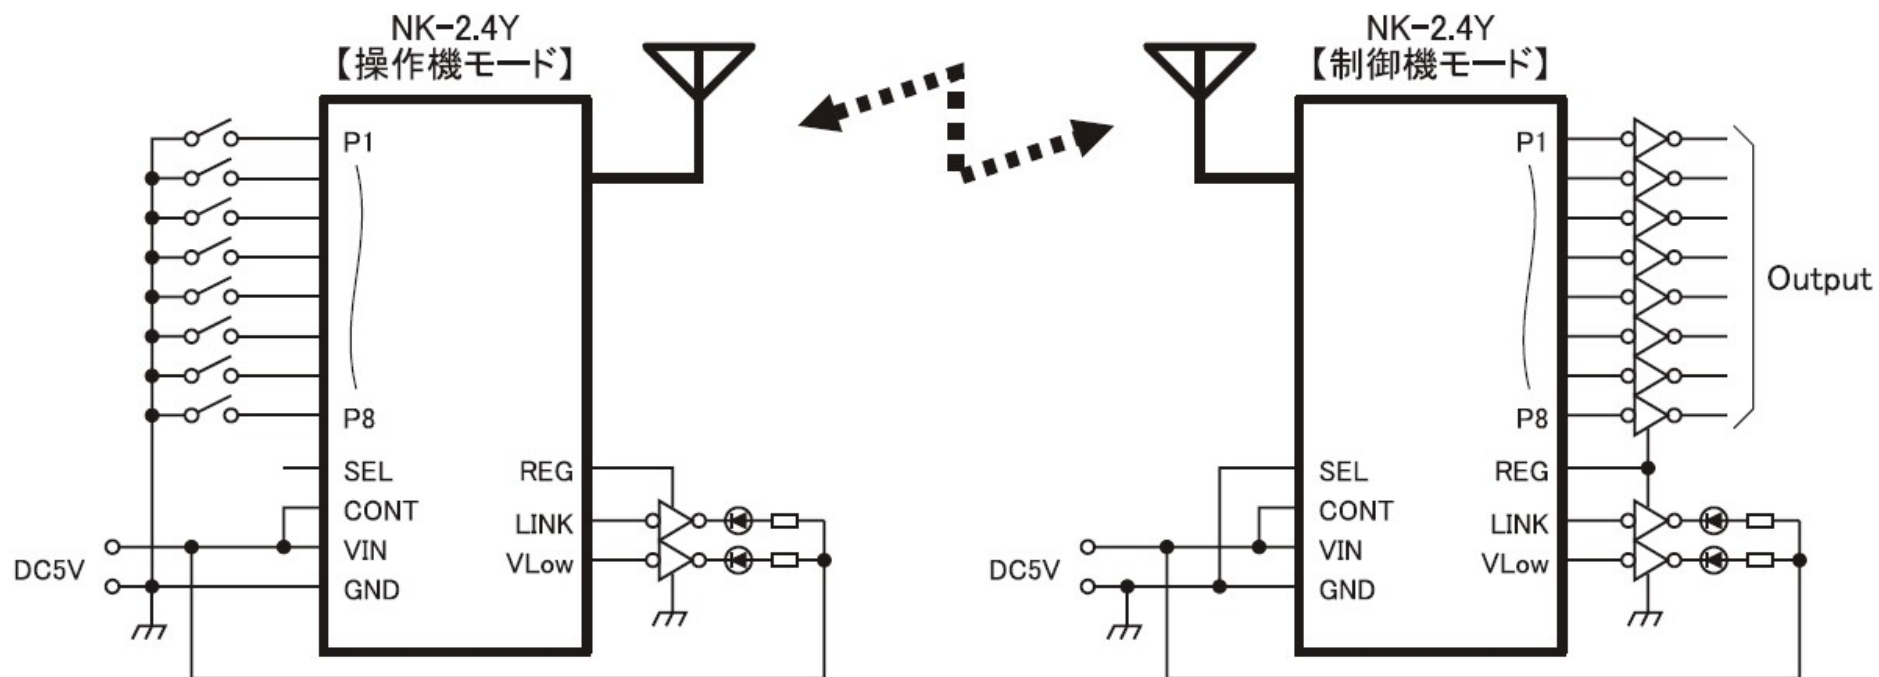 NK-2.4Y
【操作機モード】
P1
P8
SEL
CONT
VIN
GND
REG
LINK
VLow
DC5V
NK-2.4Y
【制御機モード】
P1
P8
REG
LINK
VLow
SEL
CONT
VIN
GND
DC5V
Output